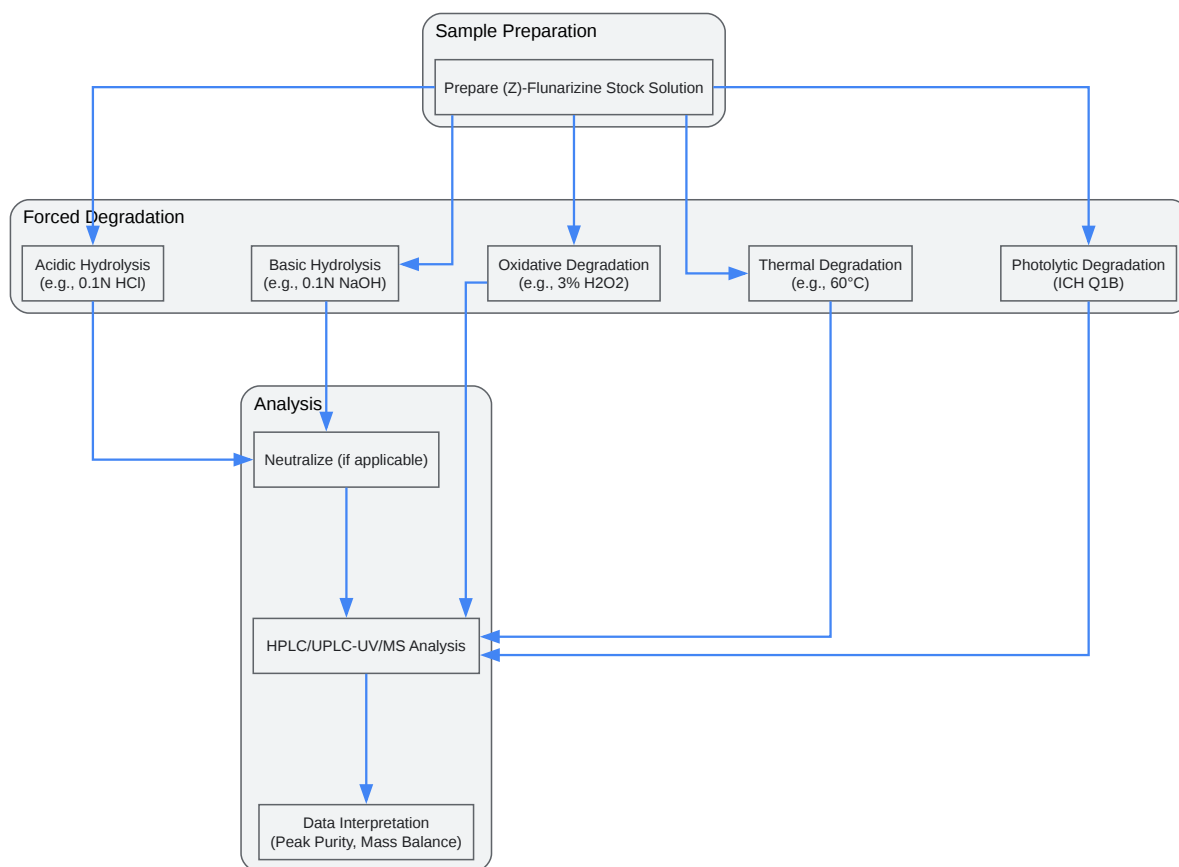 Sample Preparation
Prepare (Z)-Flunarizine Stock Solution
Forced Degradation
Acidic Hydrolysis
(e.g., 0.1N HCl)
Basic Hydrolysis
(e.g., 0.1N NaOH)
Oxidative Degradation
(e.g., 3% H2O2)
Thermal Degradation
(e.g., 60°C)
Photolytic Degradation
(ICH Q1B)
Analysis
Neutralize (if applicable)
HPLC/UPLC-UV/MS Analysis
Data Interpretation
(Peak Purity, Mass Balance)